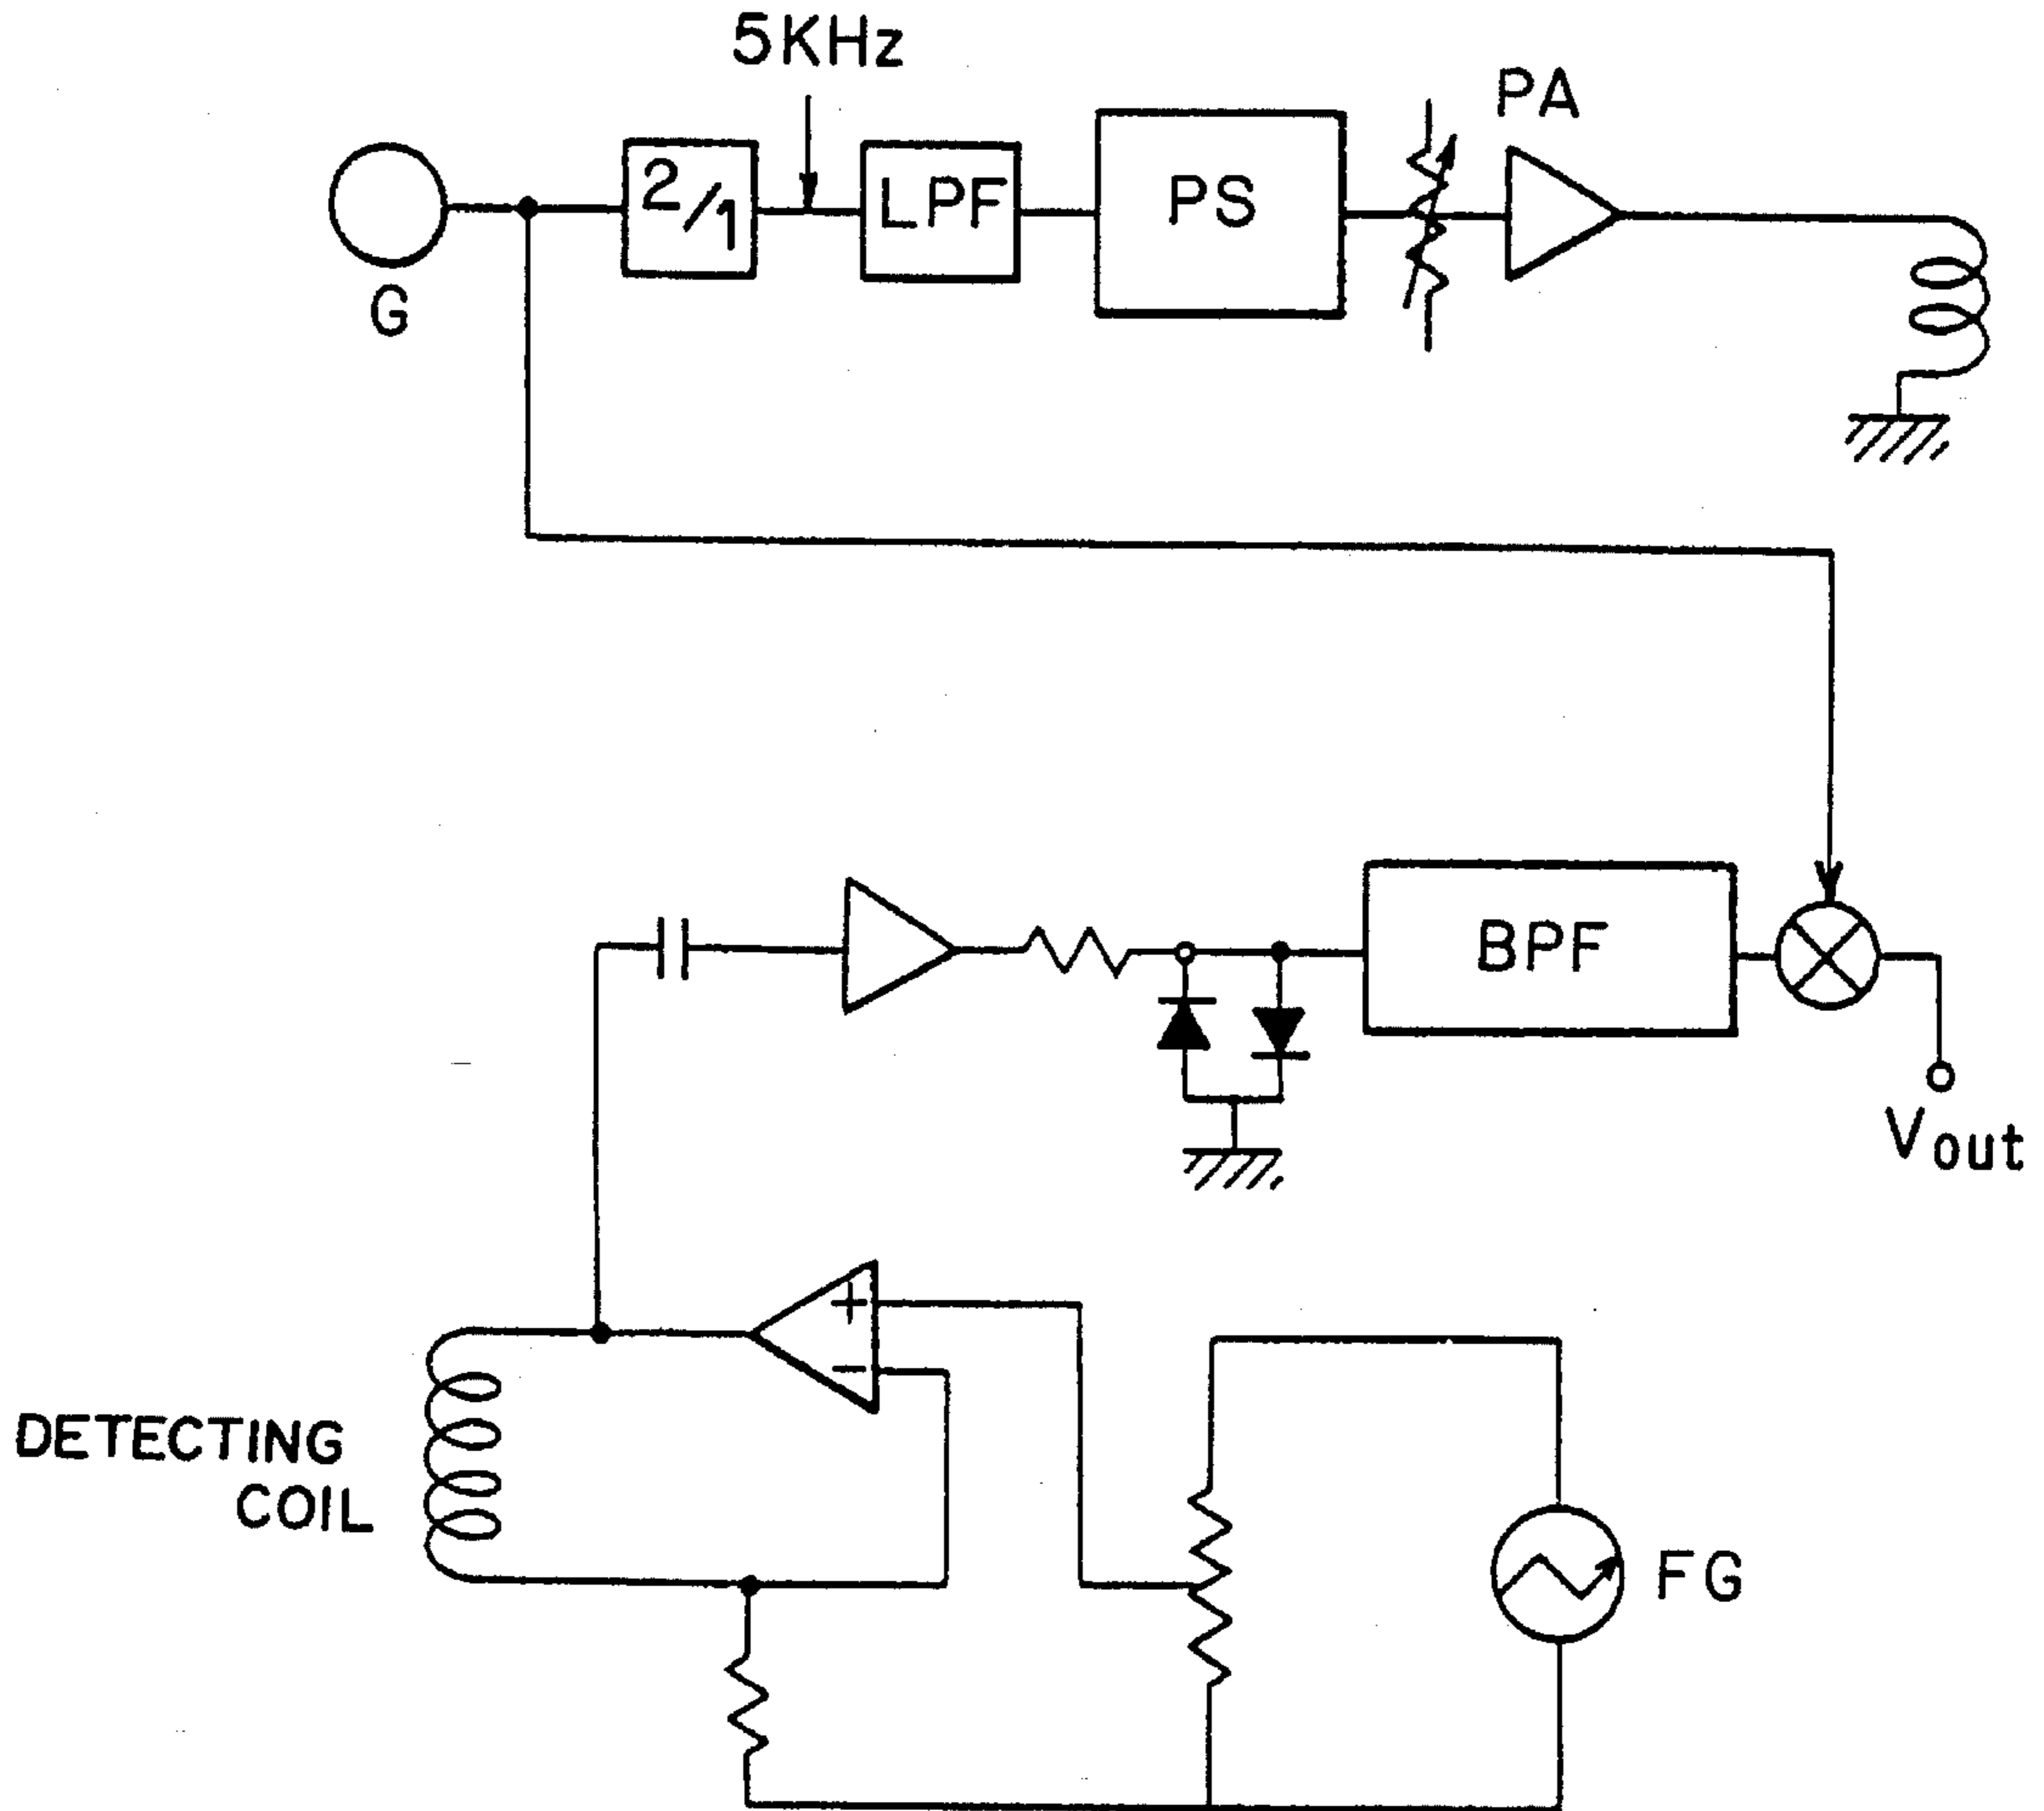 5KHz
PA
G
2/1
LPF
PS
BPF
Vout
+
−
DETECTING
COIL
FG